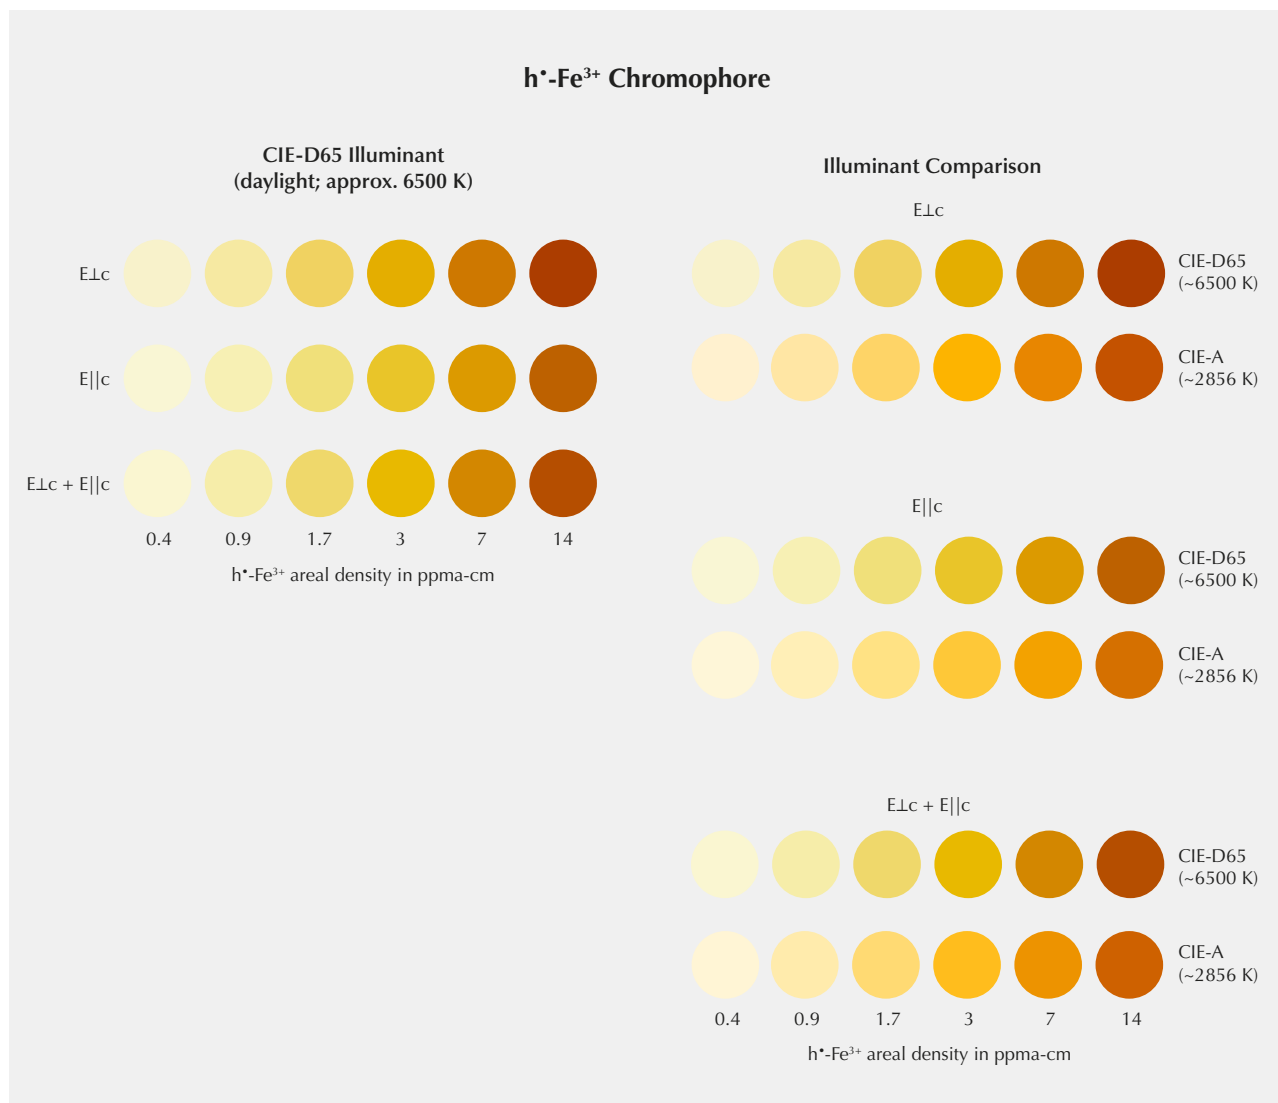 h•-Fe³⁺ Chromophore
CIE-D65 Illuminant
(daylight; approx. 6500 K)
E⊥c
E||c
E⊥c + E||c
0.4 0.9 1.7 3 7 14
h•-Fe³⁺ areal density in ppma-cm
Illuminant Comparison
E⊥c
CIE-D65
(~6500 K)
CIE-A
(~2856 K)
E||c
CIE-D65
(~6500 K)
CIE-A
(~2856 K)
E⊥c + E||c
CIE-D65
(~6500 K)
CIE-A
(~2856 K)
0.4 0.9 1.7 3 7 14
h•-Fe³⁺ areal density in ppma-cm